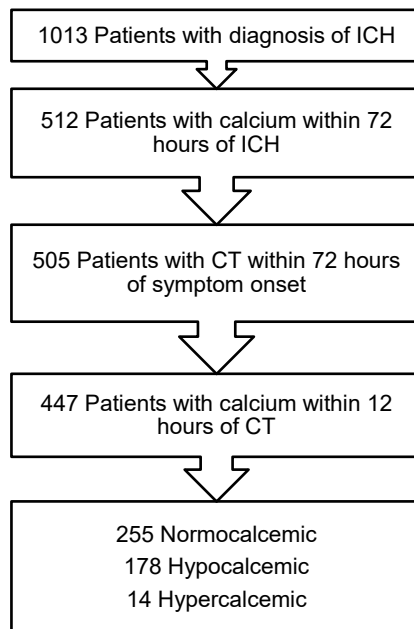 1013 Patients with diagnosis of ICH
512 Patients with calcium within 72
hours of ICH
505 Patients with CT within 72 hours
of symptom onset
447 Patients with calcium within 12
hours of CT
255 Normocalcemic
178 Hypocalcemic
14 Hypercalcemic